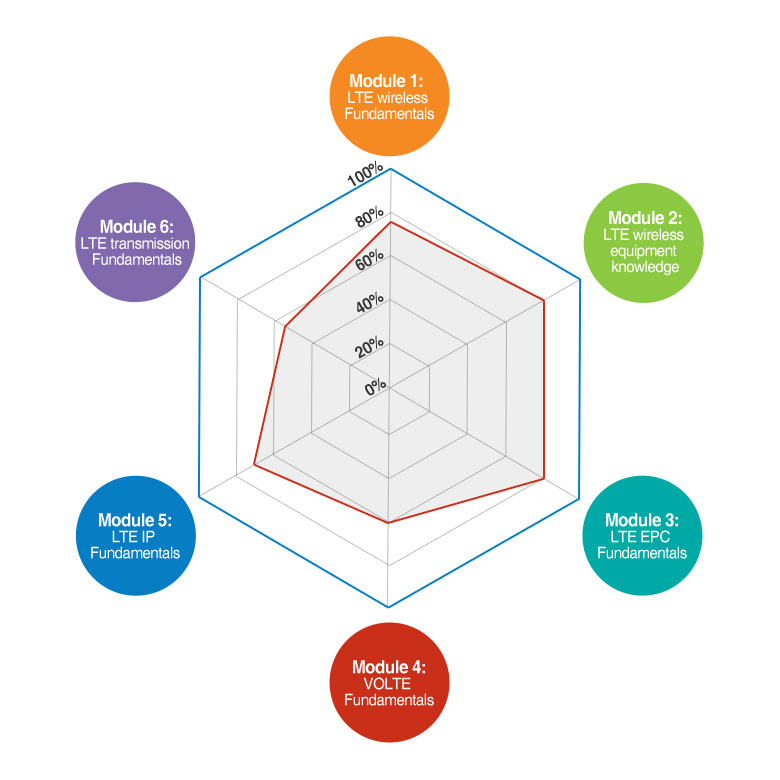 Module 1:
LTE wireless
Fundamentals
100%
80%
60%
40%
20%
0%
Module 2:
LTE wireless
equipment
knowledge
Module 3:
LTE EPC
Fundamentals
Module 4:
VOLTE
Fundamentals
Module 5:
LTE IP
Fundamentals
Module 6:
LTE transmission
Fundamentals